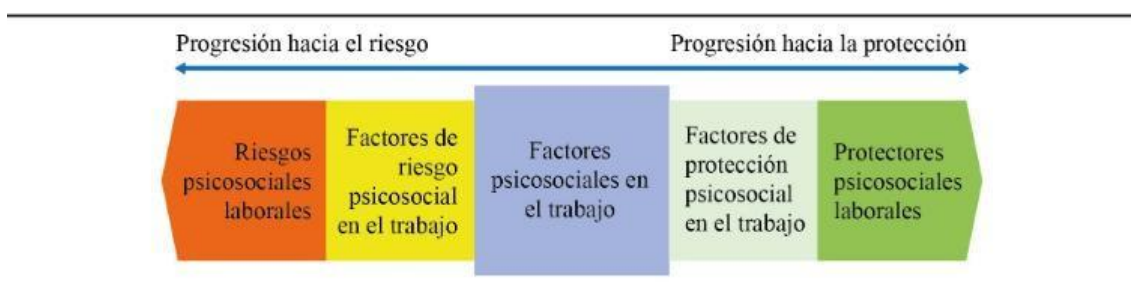 Progresión hacia el riesgo
Progresión hacia la protección
Riesgos
psicosociales
laborales
Factores de
riesgo
psicosocial
en el trabajo
Factores
psicosociales en
el trabajo
Factores de
protección
psicosocial
en el trabajo
Protectores
psicosociales
laborales